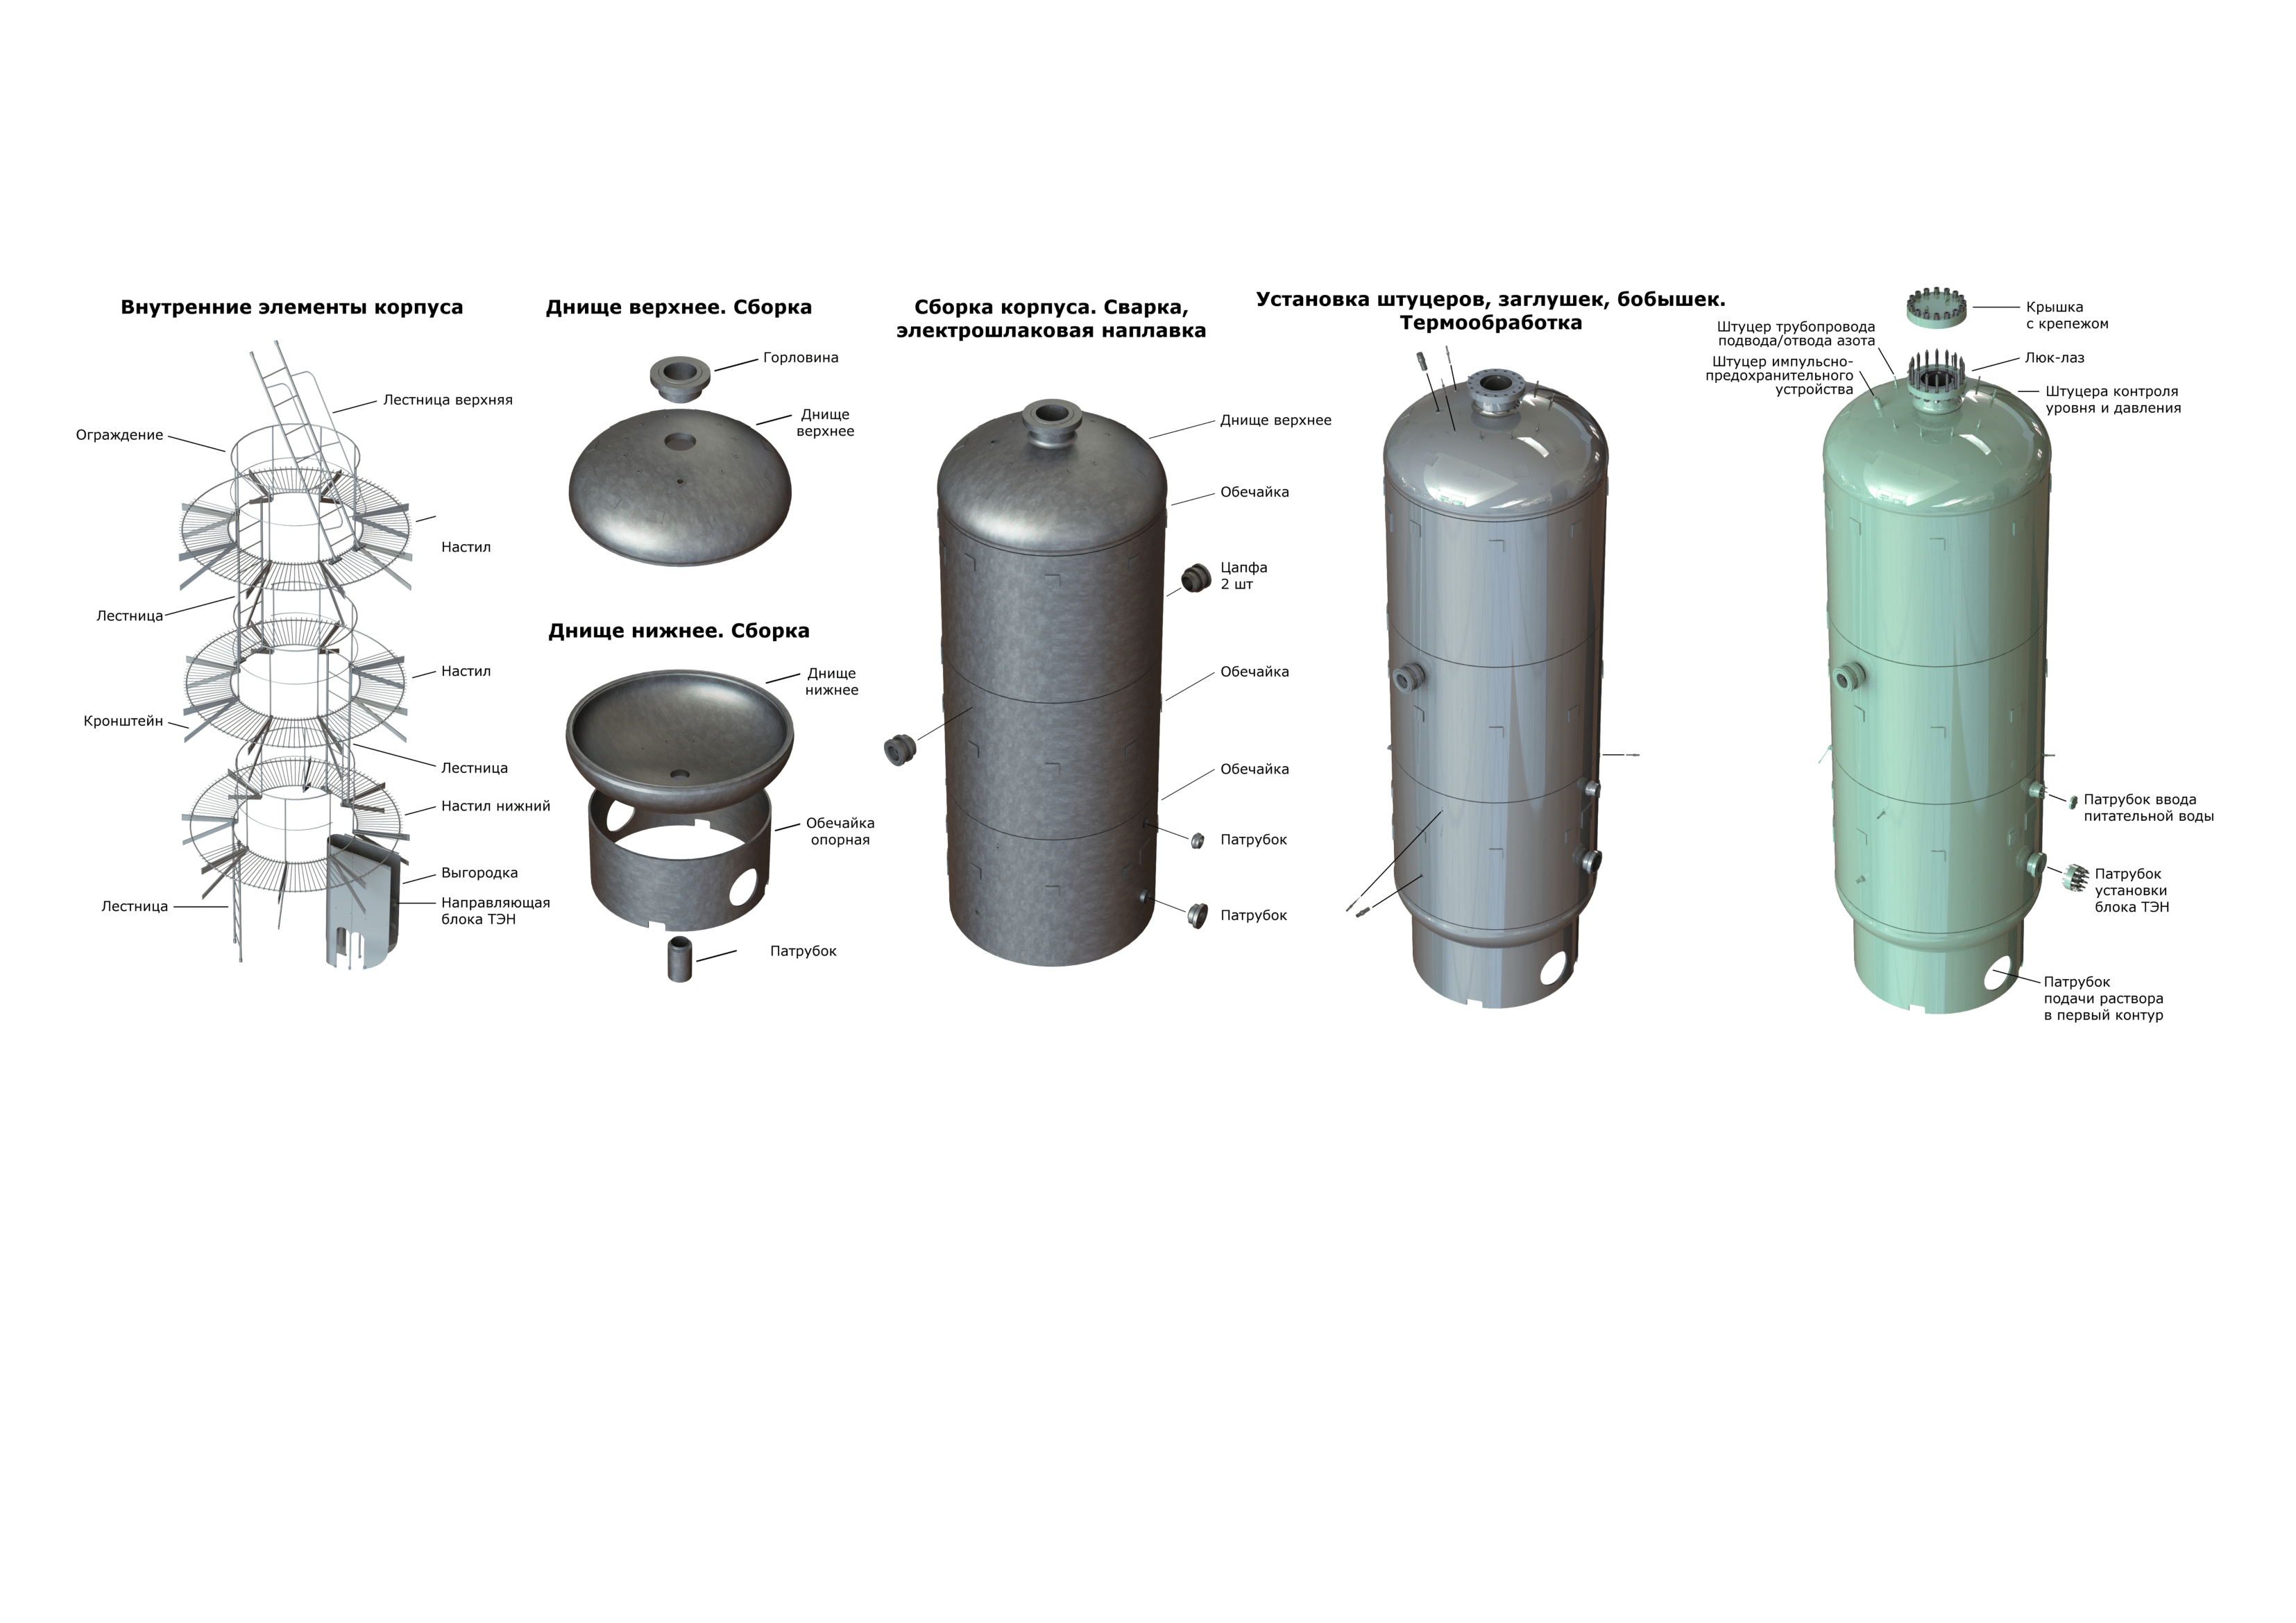 Внутренние элементы корпуса
Лестница верхняя
Ограждение
Настил
Лестница
Настил
Кронштейн
Лестница
Настил нижний
Выгородка
Направляющая
блока ТЭН
Лестница
Днище верхнее. Сборка
Горловина
Днище
верхнее
Днище нижнее. Сборка
Днище
нижнее
Обечайка
опорная
Патрубок
Сборка корпуса. Сварка,
электрошлаковая наплавка
Днище верхнее
Обечайка
Цапфа
2 шт
Обечайка
Обечайка
Патрубок
Патрубок
Установка штуцеров, заглушек, бобышек.
Термообработка
Штуцер трубопровода
подвода/отвода азота
Штуцер импульсно-
предохранительного
устройства
Крышка
с крепежом
Люк-лаз
Штуцера контроля
уровня и давления
Патрубок ввода
питательной воды
Патрубок
установки
блока ТЭН
Патрубок
подачи раствора
в первый контур